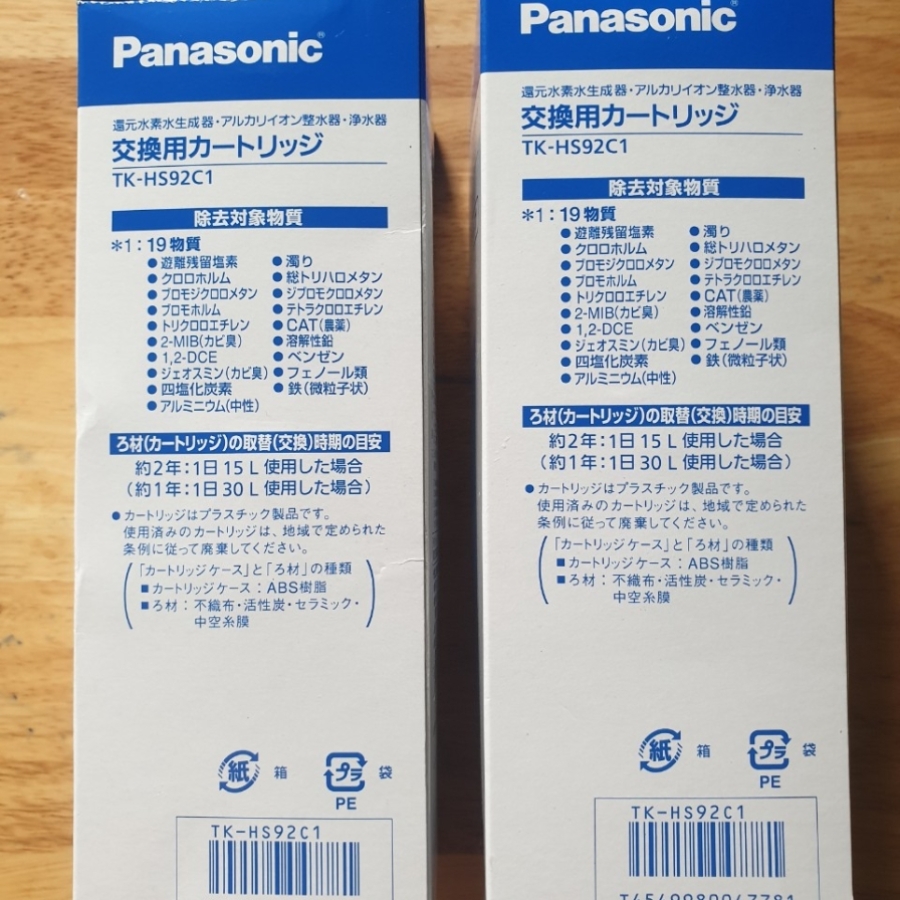 Panasonic®
還元水素水生成器・アルカリイオン整水器・浄水器
交換用カートリッジ
TK-HS92C1
除去対象物質
*1:19物質
●遊離残留塩素 ●濁り
●クロロホルム ●総トリハロメタン
●ブロモジクロロメタン ●ジブロモクロロメタン
●ブロモホルム ●テトラクロロエチレン
●トリクロロエチレン ●CAT(農薬)
●2-MIB(カビ臭) ●溶解性鉛
●1,2-DCE ●ベンゼン
●ジェオスミン(カビ臭) ●フェノール類
●四塩化炭素 ●鉄(微粒子状)
●アルミニウム(中性)
ろ材(カートリッジ)の取替(交換)時期の目安
約2年:1日15L使用した場合
(約1年:1日30L使用した場合)
●カートリッジはプラスチック製品です。
使用済みのカートリッジは、地域で定められた
条例に従って廃棄してください。
「カートリッジケース」と「ろ材」の種類
■カートリッジケース:ABS樹脂
■ろ材:不織布・活性炭・セラミック・
中空糸膜
紙 箱 プラ 袋
PE
TK-HS92C1
Panasonic®
還元水素水生成器・アルカリイオン整水器・浄水器
交換用カートリッジ
TK-HS92C1
除去対象物質
*1:19物質
●遊離残留塩素 ●濁り
●クロロホルム ●総トリハロメタン
●ブロモジクロロメタン ●ジブロモクロロメタン
●ブロモホルム ●テトラクロロエチレン
●トリクロロエチレン ●CAT(農薬)
●2-MIB(カビ臭) ●溶解性鉛
●1,2-DCE ●ベンゼン
●ジェオスミン(カビ臭) ●フェノール類
●四塩化炭素 ●鉄(微粒子状)
●アルミニウム(中性)
ろ材(カートリッジ)の取替(交換)時期の目安
約2年:1日15L使用した場合
(約1年:1日30L使用した場合)
●カートリッジはプラスチック製品です。
使用済みのカートリッジは、地域で定められた
条例に従って廃棄してください。
「カートリッジケース」と「ろ材」の種類
■カートリッジケース:ABS樹脂
■ろ材:不織布・活性炭・セラミック・
中空糸膜
紙 箱 プラ 袋
PE
TK-HS92C1